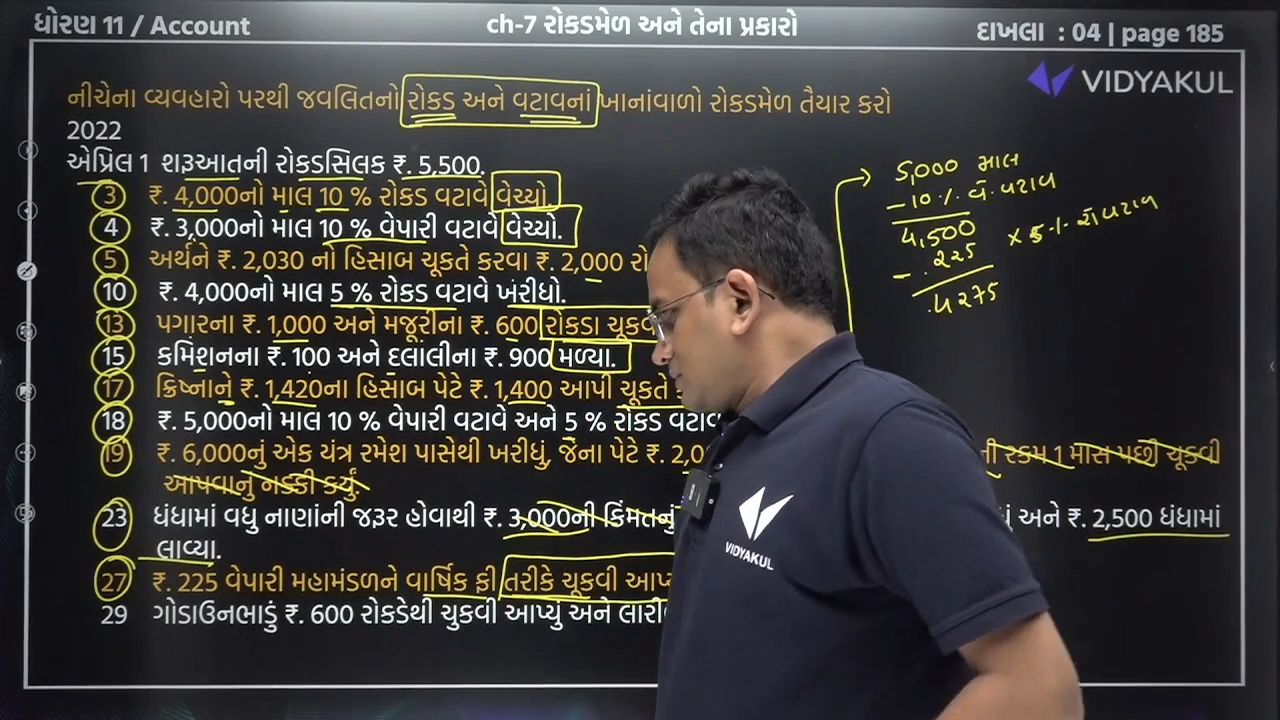 ધોરણ 11 / Account
ch-7 રોકડમેળ અને તેના પ્રકારો
દાખલા : 04 | page 185
VIDYAKUL
નીચેના વ્યવહારો પરથી જવલિતનો રોકડ અને વટાવનાં ખાનાંવાળો રોકડમેળ તૈયાર કરો
2022
એપ્રિલ 1 શરૂઆતની રોકડસિલક ₹. 5,500.
3 ₹. 4,000નો માલ 10 % રોકડ વટાવે વેચ્યો.
4 ₹. 3,000નો માલ 10 % વેપારી વટાવે વેચ્યો.
5 અર્થને ₹. 2,030 નો હિસાબ ચૂકતે કરવા ₹. 2,000
10 ₹. 4,000નો માલ 5 % રોકડ વટાવે ખરીધો.
13 પગારના ₹. 1,000 અને મજૂરીના ₹. 600 રોકડા
15 કમિશનના ₹. 100 અને દલાલીના ₹. 900 મળ્યા.
17 ક્રિષ્નાને ₹. 1,420ના હિસાબ પેટે ₹. 1,400 આપી ચૂકતે
18 ₹. 5,000નો માલ 10 % વેપારી વટાવે અને 5 % રોકડ
19 ₹. 6,000નું એક યંત્ર રમેશ પાસેથી ખરીધું, જેના પેટે ₹. રકમ 1 માસ પછી ચૂકવી
આપવાનું નક્કી કર્યું.
23 ધંધામાં વધુ નાણાંની જરૂર હોવાથી ₹. 3,000ની કિંમતનું અને ₹. 2,500 ધંધામાં
લાવ્યા.
27 ₹. 225 વેપારી મહામંડળને વાર્ષિક ફી તરીકે ચૂકવી
29 ગોડાઉનભાડું ₹. 600 રોકડેથી ચુકવી આપ્યું અને
5,000 માલ
- 10 % વે. વટાવ
4,500
- 225 × 5 % રો વટાવ
4275
VIDYAKUL